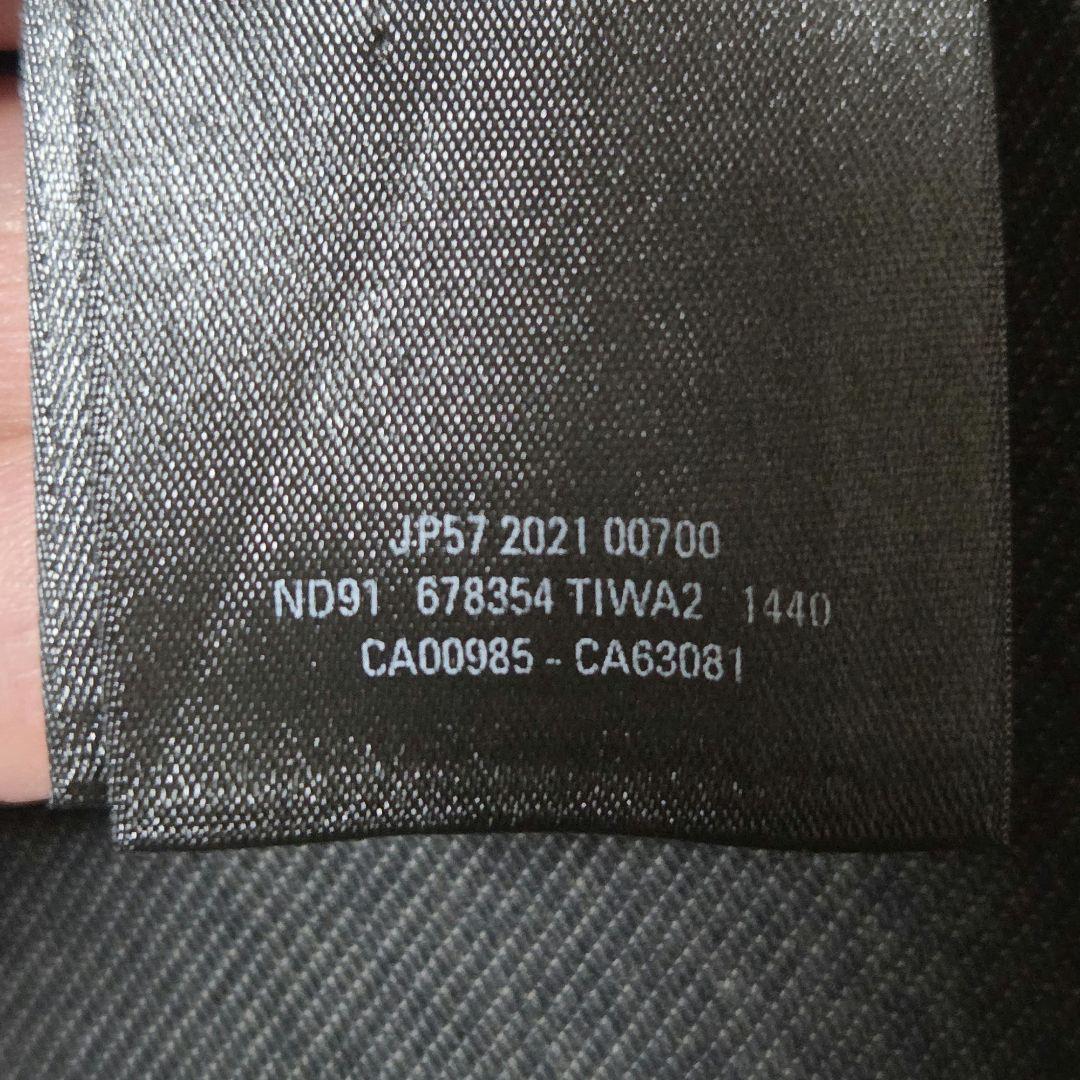 JP57 2021 00700
ND91 678354 TIWA2 1440
CA00985 - CA63081